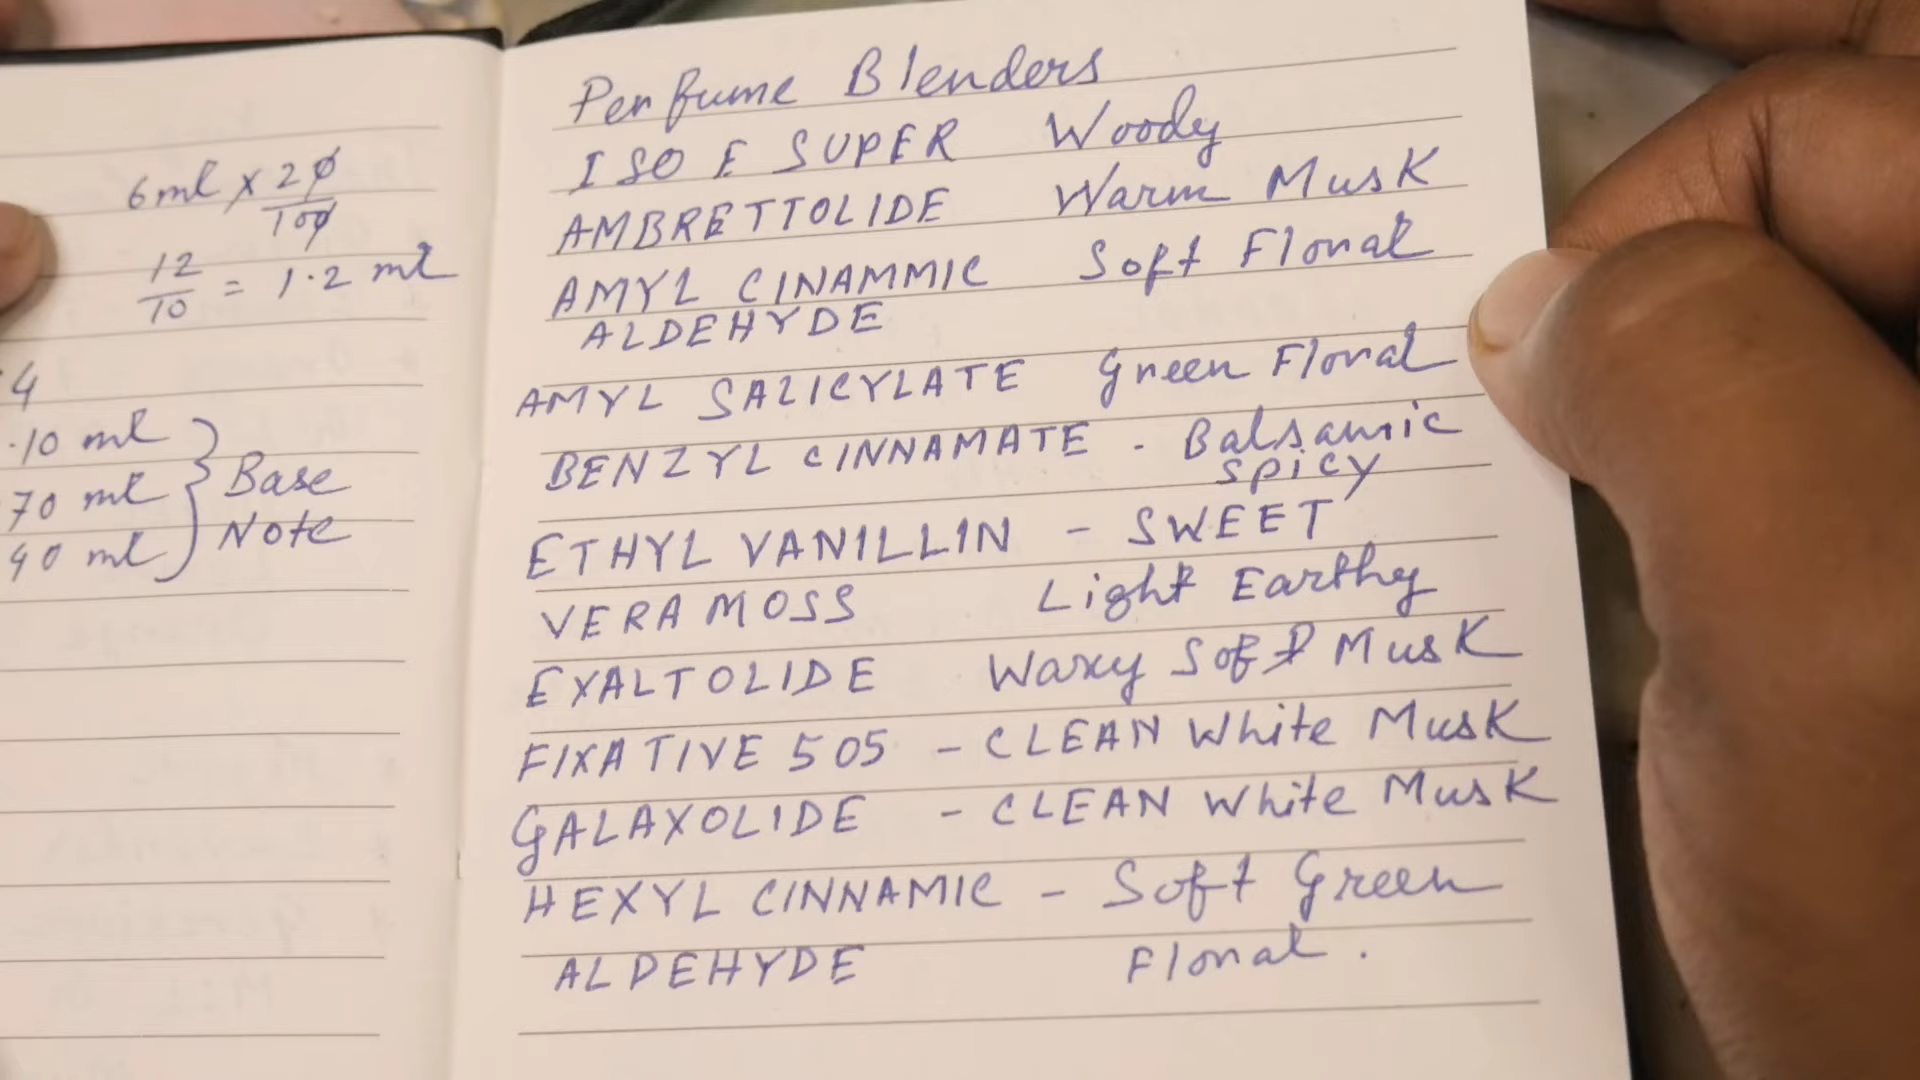 6ml x 20
100
12
10 = 1.2 ml
4
.10 ml
70 ml
40 ml
Base
Note
Perfume Blenders
ISO E SUPER Woody
AMBRETTOLIDE Warm Musk
AMYL CINAMMIC Soft Floral
ALDEHYDE
AMYL SALICYLATE Green Floral
BENZYL CINNAMATE - Balsamic
SPICY
ETHYL VANILLIN - SWEET
VERAMOSS Light Earthy
EXALTOLIDE Waxy Soft Musk
FIXATIVE 505 - CLEAN White Musk
GALAXOLIDE - CLEAN White Musk
HEXYL CINNAMIC - Soft Green
ALDEHYDE Floral.